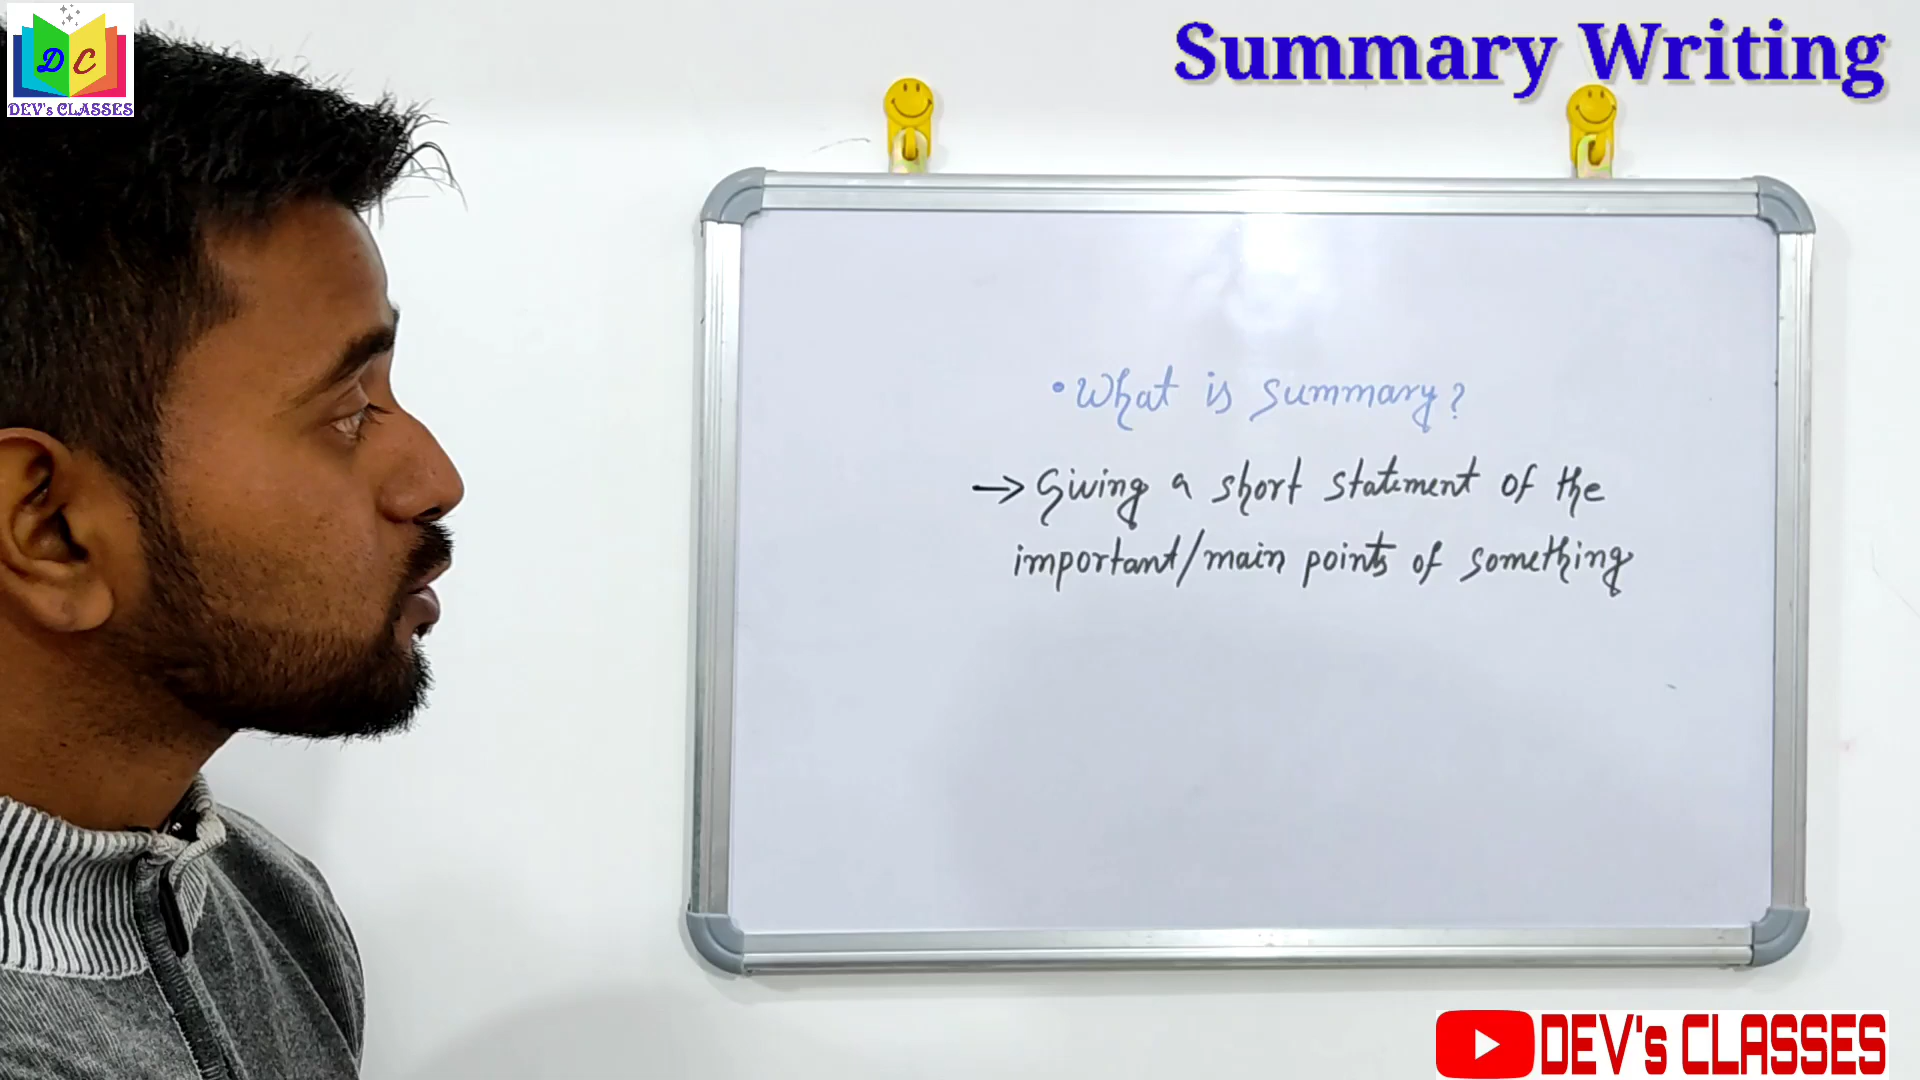 D C
DEV's CLASSES
Summary Writing
• What is summary?
→ Giving a short statement of the
important/main points of something
DEV's CLASSES